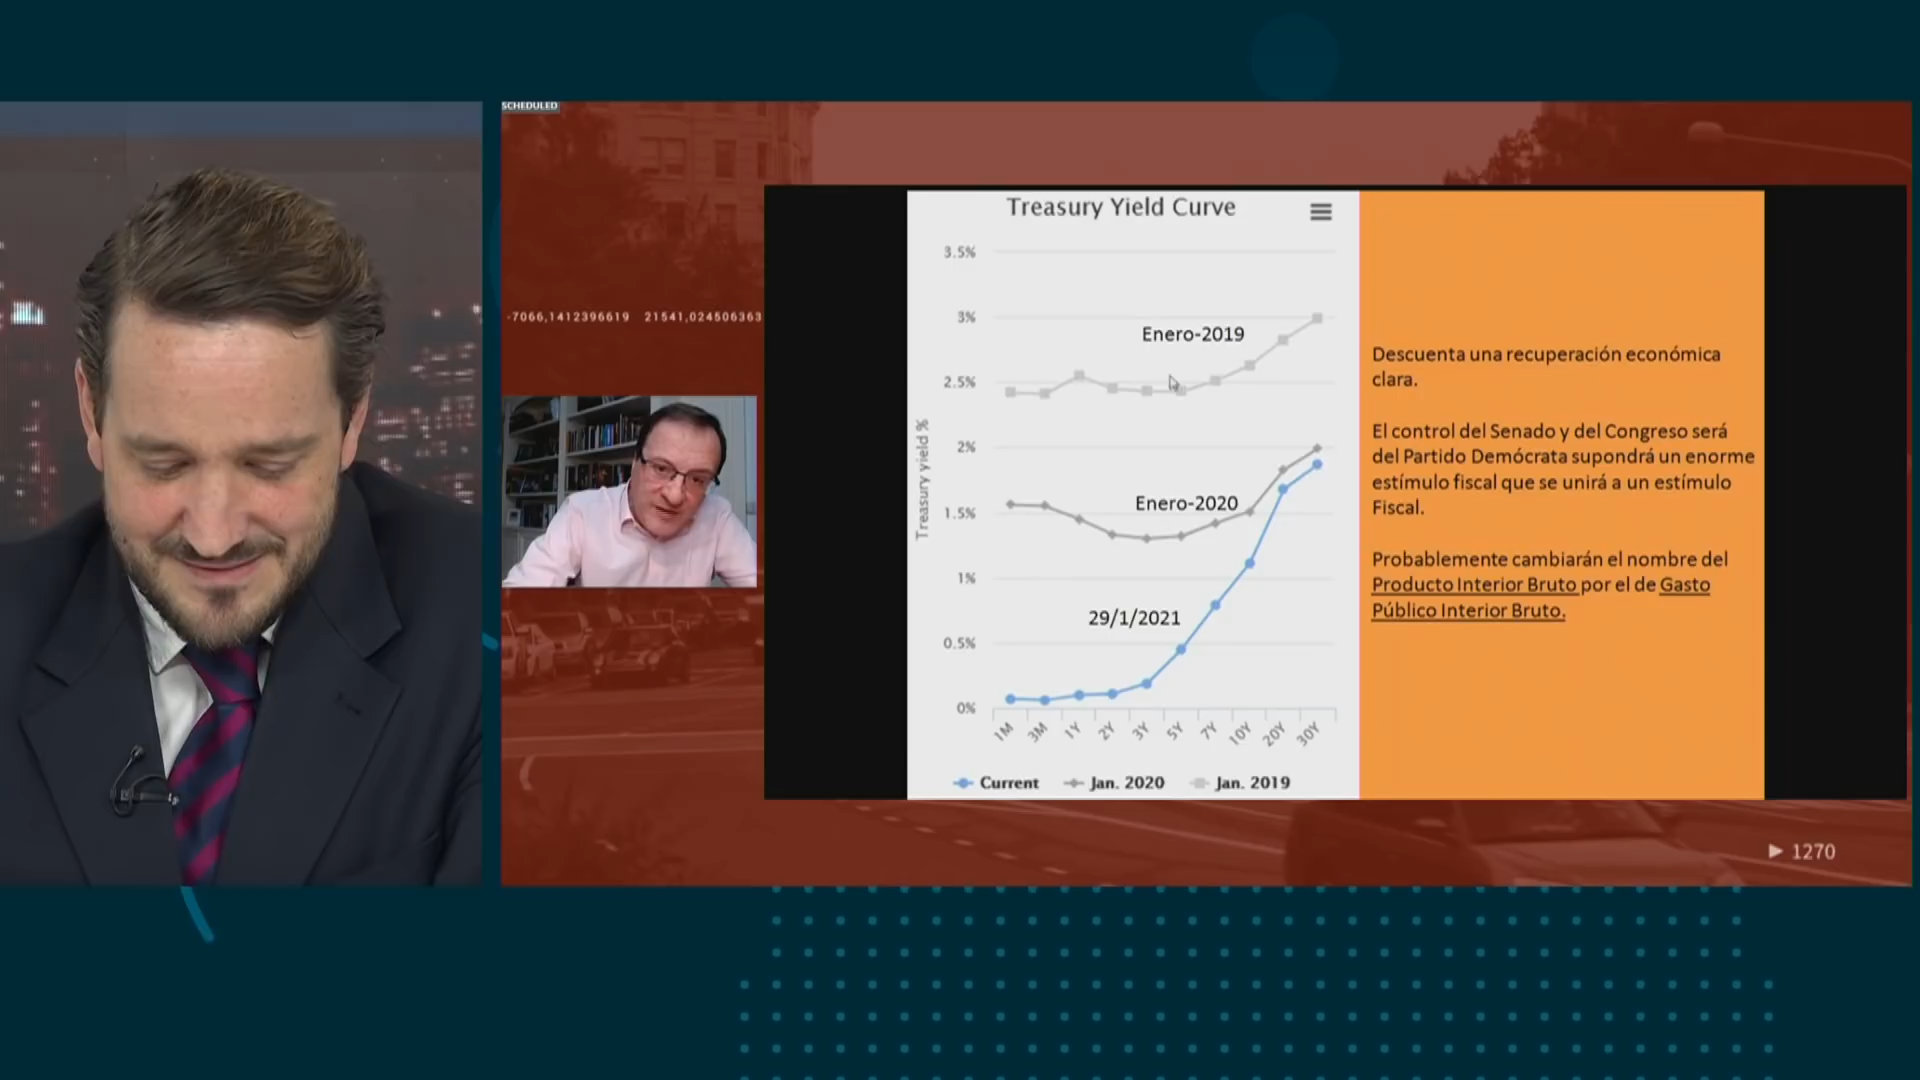 SCHEDULED
-7066,1412396619 21541,024506363
Treasury Yield Curve
3.5%
3%
2.5%
2%
1.5%
1%
0.5%
0%
Treasury yield %
Enero-2019
Enero-2020
29/1/2021
1M 3M 1Y 2Y 3Y 5Y 7Y 10Y 20Y 30Y
Current Jan. 2020 Jan. 2019
Descuenta una recuperación económica
clara.
El control del Senado y del Congreso será
del Partido Demócrata supondrá un enorme
estímulo fiscal que se unirá a un estímulo
Fiscal.
Probablemente cambiarán el nombre del
Producto Interior Bruto por el de Gasto
Público Interior Bruto.
1270